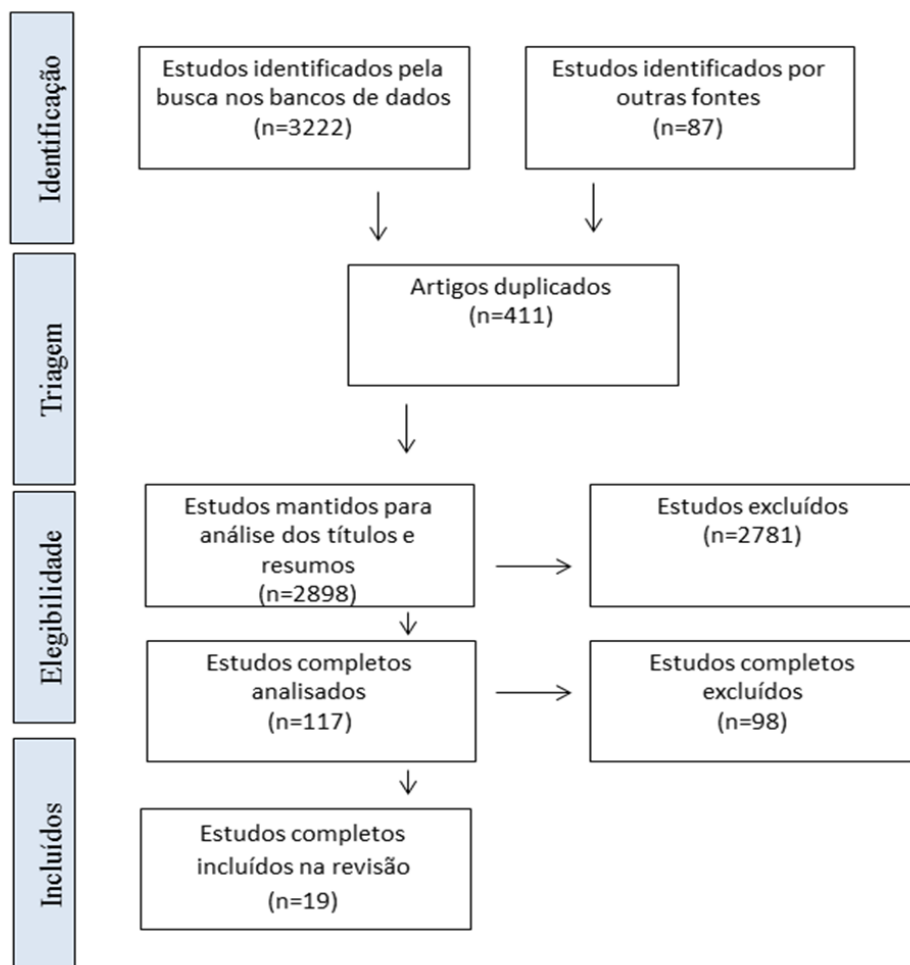 Identificação
Estudos identificados pela
busca nos bancos de dados
(n=3222)
Estudos identificados por
outras fontes
(n=87)
Triagem
Artigos duplicados
(n=411)
Elegibilidade
Estudos mantidos para
análise dos títulos e
resumos
(n=2898)
Estudos excluídos
(n=2781)
Estudos completos
analisados
(n=117)
Estudos completos
excluídos
(n=98)
Incluídos
Estudos completos
incluídos na revisão
(n=19)